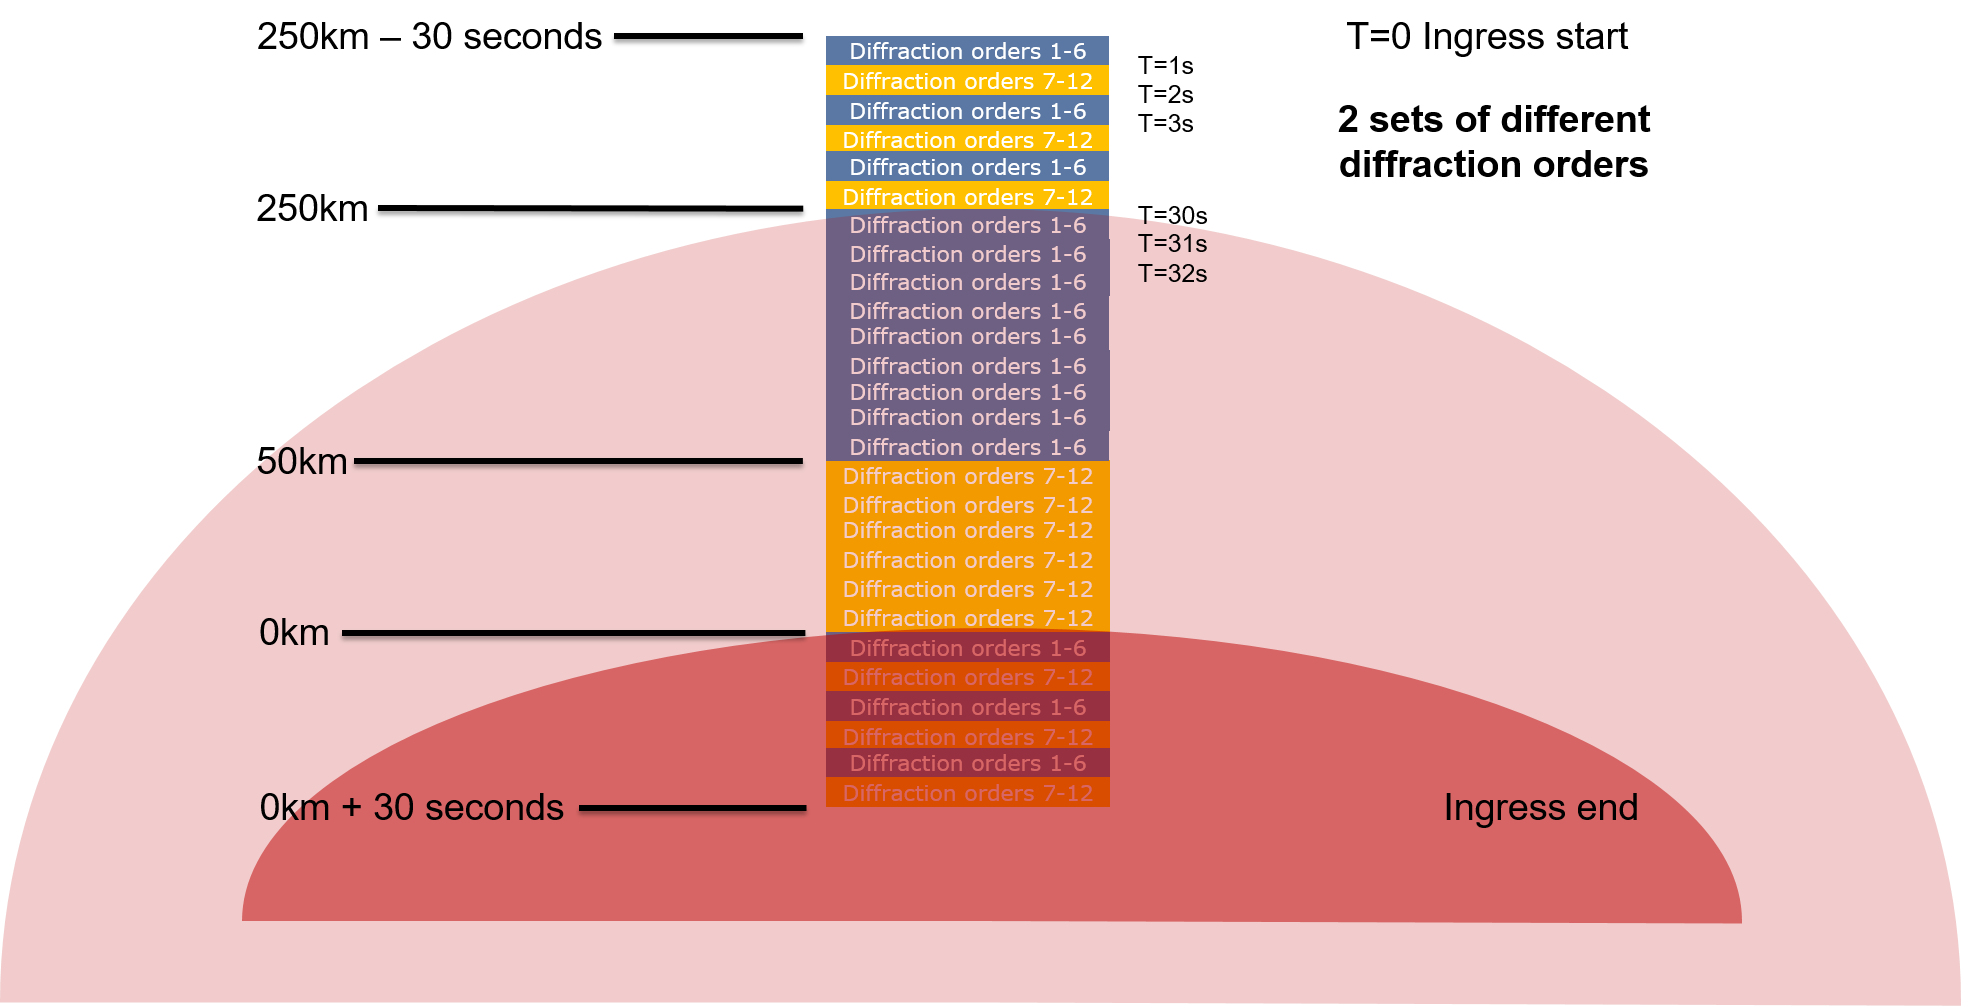 250km – 30 seconds
T=0 Ingress start
Diffraction orders 1-6
T=1s
Diffraction orders 7-12
T=2s
Diffraction orders 1-6
T=3s
2 sets of different
diffraction orders
Diffraction orders 7-12
Diffraction orders 1-6
Diffraction orders 7-12
250km
T=30s
Diffraction orders 1-6
T=31s
Diffraction orders 1-6
T=32s
Diffraction orders 1-6
Diffraction orders 1-6
Diffraction orders 1-6
Diffraction orders 1-6
Diffraction orders 1-6
Diffraction orders 1-6
Diffraction orders 1-6
50km
Diffraction orders 7-12
Diffraction orders 7-12
Diffraction orders 7-12
Diffraction orders 7-12
Diffraction orders 7-12
Diffraction orders 7-12
0km
Diffraction orders 1-6
Diffraction orders 7-12
Diffraction orders 1-6
Diffraction orders 7-12
Diffraction orders 1-6
Diffraction orders 7-12
0km + 30 seconds
Ingress end